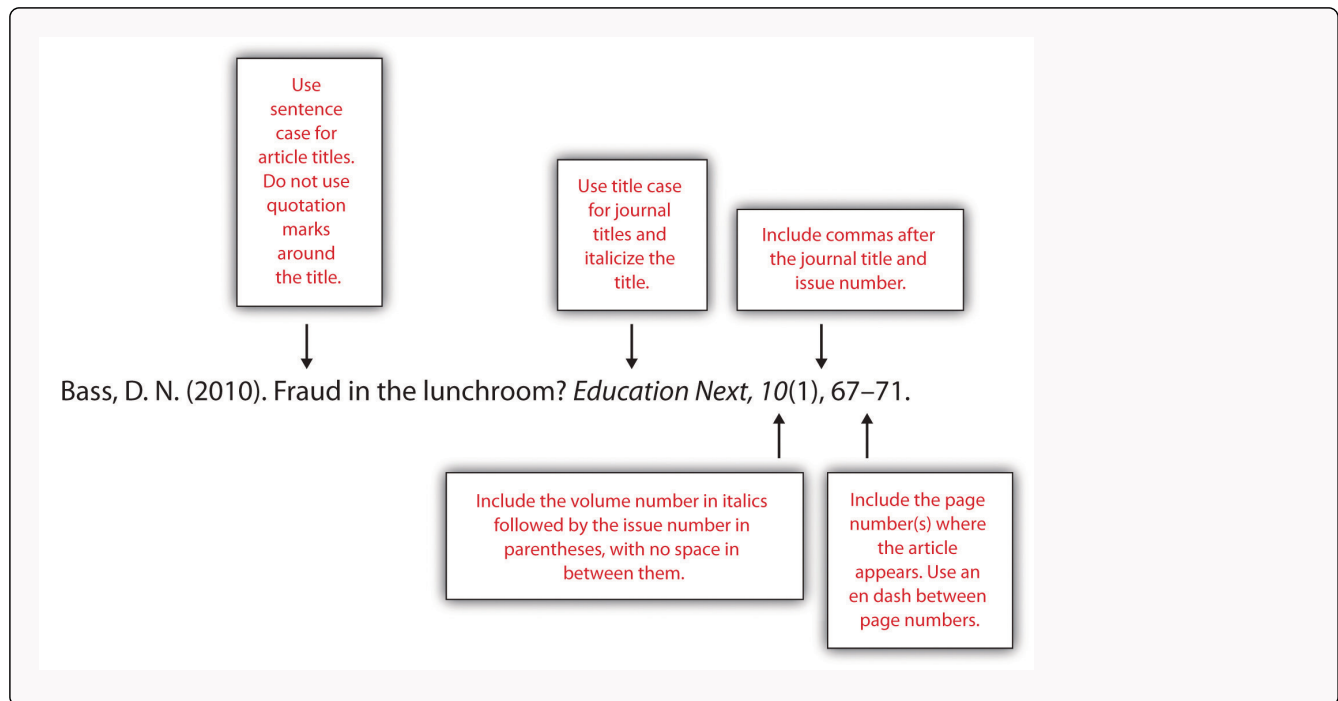 Use
sentence
case for
article titles.
Do not use
quotation
marks
around
the title.
Use title case
for journal
titles and
italicize the
title.
Include commas after
the journal title and
issue number.
Bass, D. N. (2010). Fraud in the lunchroom? Education Next, 10(1), 67–71.
Include the volume number in italics
followed by the issue number in
parentheses, with no space in
between them.
Include the page
number(s) where
the article
appears. Use an
en dash between
page numbers.